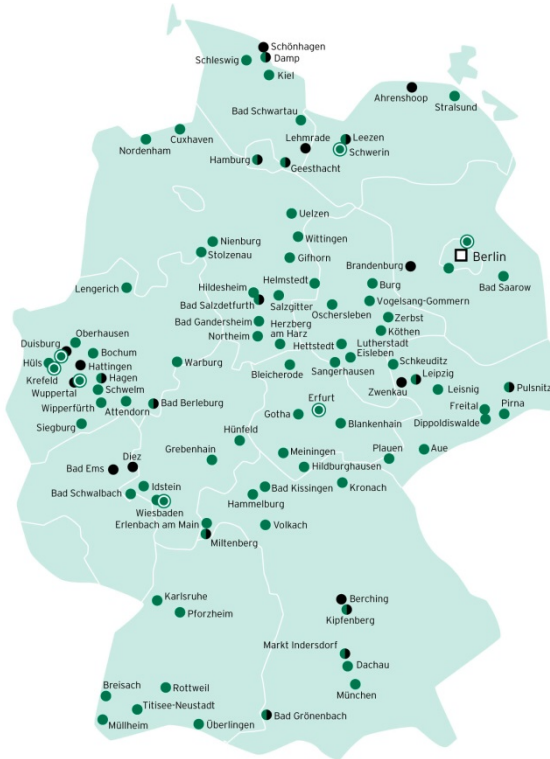 Schönhagen
Damp
Schleswig
Kiel
Ahrenshoop
Stralsund
Bad Schwartau
Cuxhaven
Nordenham
Lehmrade
Leezen
Schwerin
Hamburg
Geesthacht
Uelzen
Nienburg
Wittingen
Stolzenau
Gifhorn
Berlin
Brandenburg
Bad Saarow
Lengerich
Hildesheim
Helmstedt
Burg
Bad Salzdetfurth
Salzgitter
Vogelsang-Gommern
Oschersleben
Bad Gandersheim
Herzberg
am Harz
Zerbst
Köthen
Northeim
Hettstedt
Lutherstadt
Eisleben
Oberhausen
Duisburg
Bochum
Hüls
Hattingen
Warburg
Bleicherode
Sangerhausen
Schkeuditz
Leipzig
Krefeld
Hagen
Wuppertal
Schwelm
Zwenkau
Leisnig
Pulsnitz
Wipperfürth
Attendorn
Bad Berleburg
Erfurt
Gotha
Freital
Pirna
Dippoldiswalde
Siegburg
Blankenhain
Hünfeld
Grebenhain
Meiningen
Plauen
Aue
Diez
Bad Ems
Hildburghausen
Idstein
Bad Schwalbach
Bad Kissingen
Kronach
Wiesbaden
Hammelburg
Erlenbach am Main
Volkach
Miltenberg
Karlsruhe
Pforzheim
Berching
Kipfenberg
Markt Indersdorf
Dachau
München
Breisach
Rottweil
Titisee-Neustadt
Müllheim
Überlingen
Bad Grönenbach